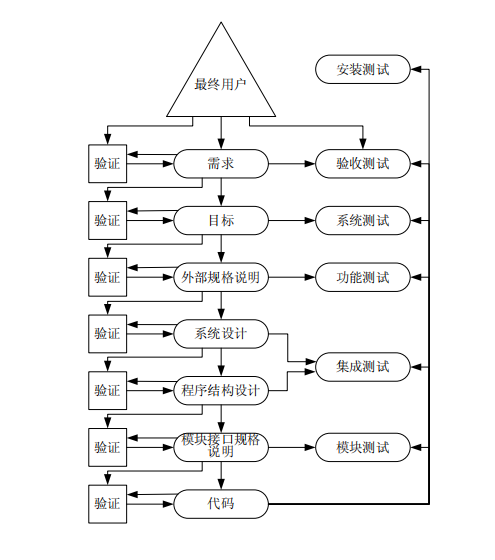 安装测试
最终用户
验证
需求
验收测试
验证
目标
系统测试
验证
外部规格说明
功能测试
验证
系统设计
集成测试
验证
程序结构设计
验证
模块接口规格
说明
模块测试
验证
代码